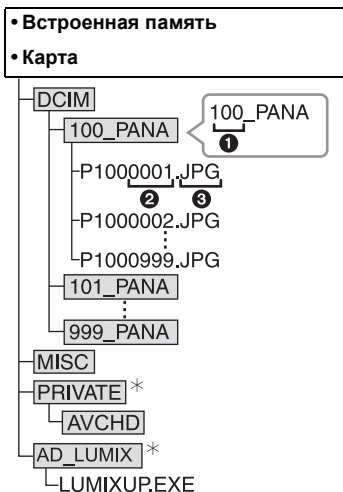 • Встроенная память
• Карта
DCIM
100_PANA
100_PANA
❶
P1000001.JPG
❷ ❸
P1000002.JPG
P1000999.JPG
101_PANA
999_PANA
MISC
PRIVATE *
AVCHD
AD_LUMIX *
LUMIXUP.EXE